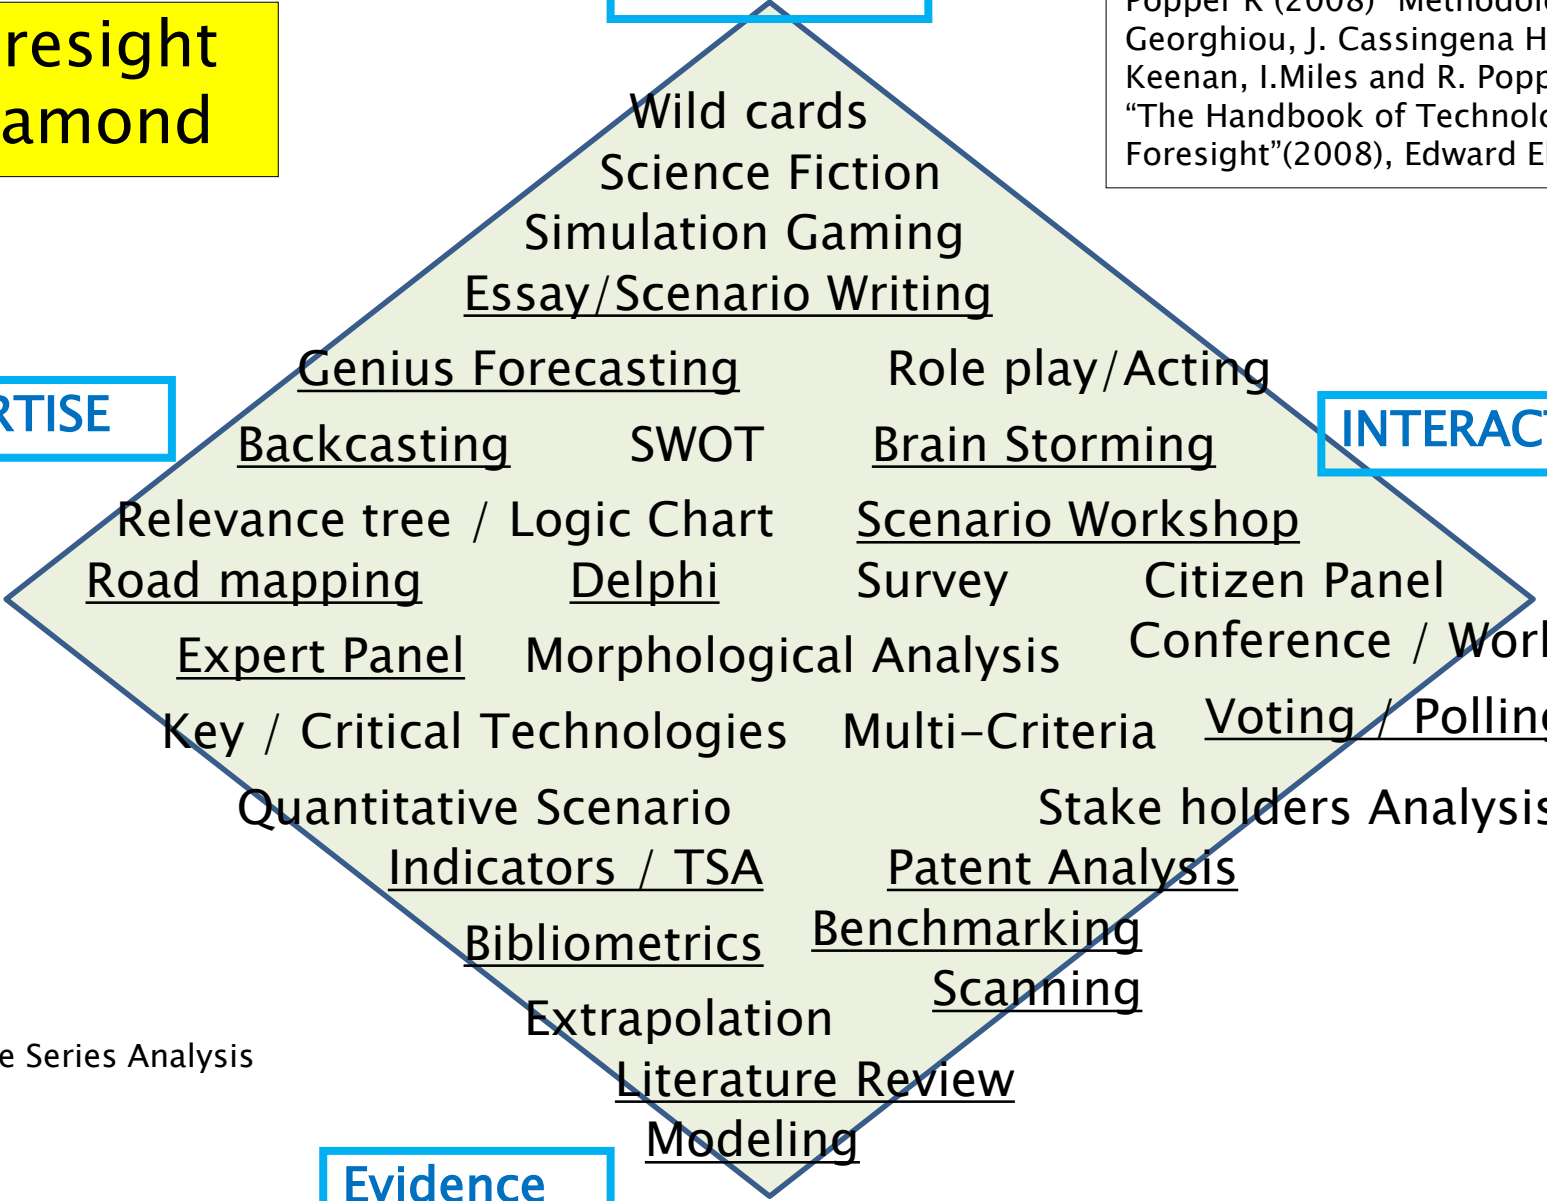 resight
amond
Popper R (2008) "Methodolo
Georghiou, J. Cassingena H
Keenan, I.Miles and R. Popp
“The Handbook of Technolo
Foresight”(2008), Edward El
Wild cards
Science Fiction
Simulation Gaming
Essay/Scenario Writing
Genius Forecasting Role play/Acting
RTISE
INTERACT
Backcasting SWOT Brain Storming
Relevance tree / Logic Chart Scenario Workshop
Road mapping Delphi Survey Citizen Panel
Expert Panel Morphological Analysis Conference / Work
Key / Critical Technologies Multi-Criteria Voting / Polling
Quantitative Scenario Stake holders Analysis
Indicators / TSA Patent Analysis
Bibliometrics Benchmarking
Scanning
Extrapolation
e Series Analysis
Literature Review
Modeling
Evidence